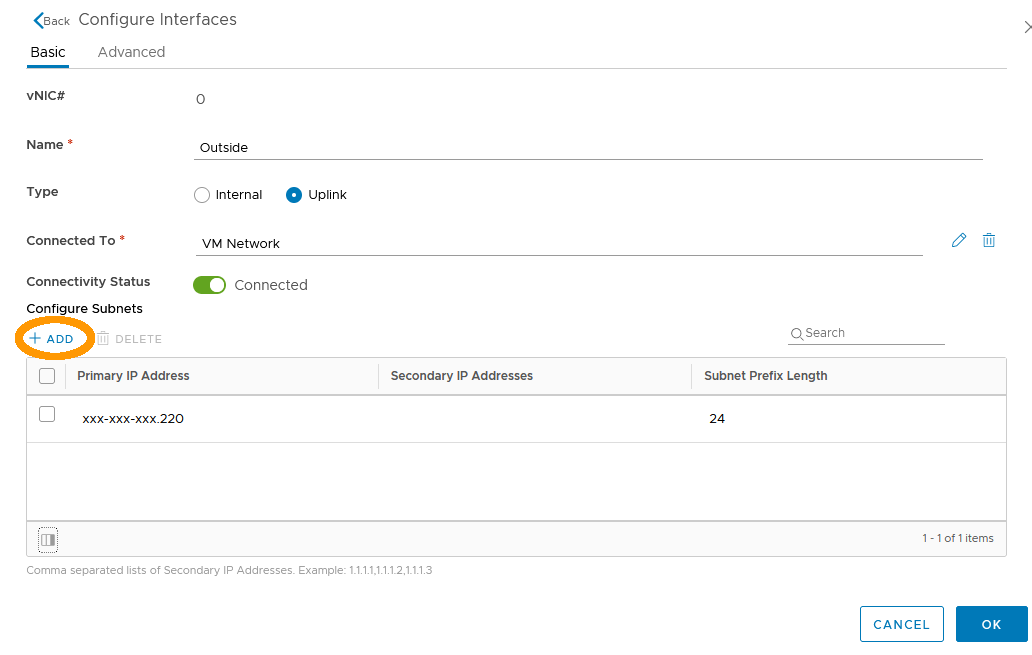 Back Configure Interfaces
Basic Advanced
vNIC# 0
Name * Outside
Type Internal Uplink
Connected To * VM Network
Connectivity Status Connected
Configure Subnets
+ ADD DELETE Search
Primary IP Address Secondary IP Addresses Subnet Prefix Length
xxx-xxx-xxx.220 24
1 - 1 of 1 items
Comma separated lists of Secondary IP Addresses. Example: 1.1.1.1,1.1.1.2,1.1.1.3
CANCEL OK